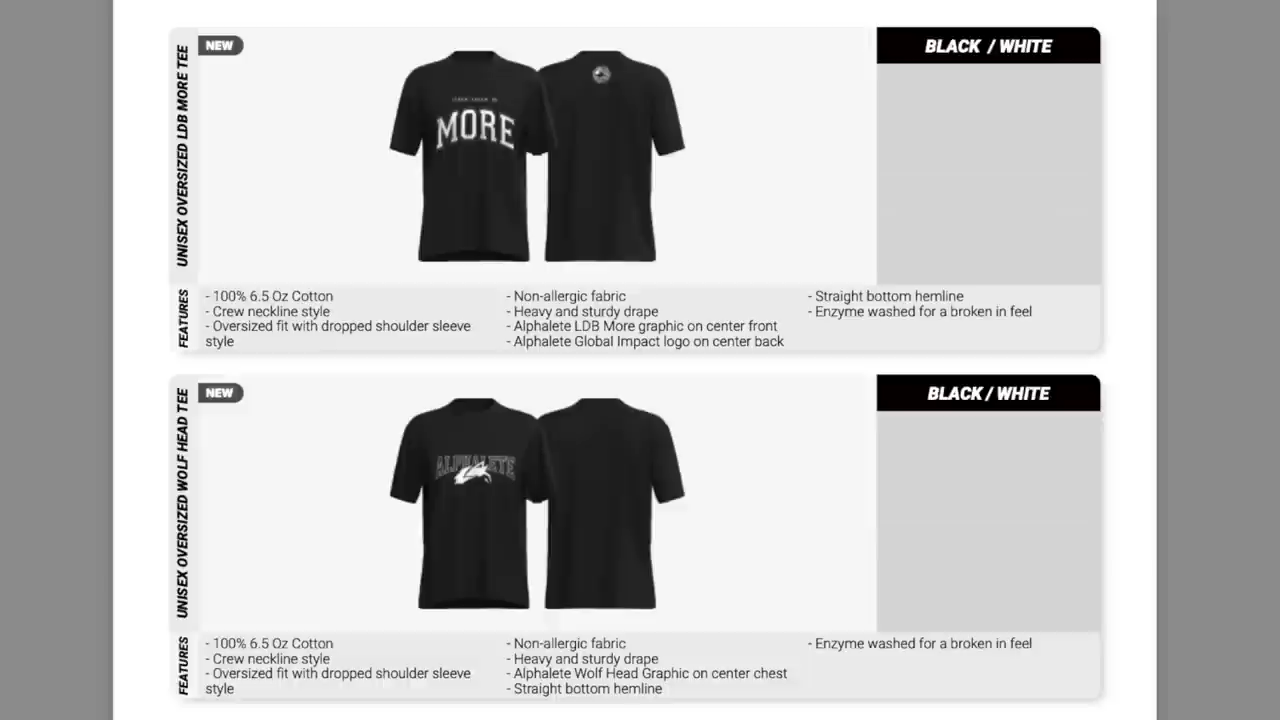 NEW
BLACK / WHITE
UNISEX OVERSIZED LDB MORE TEE
MORE
FEATURES
- 100% 6.5 Oz Cotton
- Crew neckline style
- Oversized fit with dropped shoulder sleeve
style
- Non-allergic fabric
- Heavy and sturdy drape
- Alphalete LDB More graphic on center front
- Alphalete Global Impact logo on center back
- Straight bottom hemline
- Enzyme washed for a broken in feel
NEW
BLACK / WHITE
UNISEX OVERSIZED WOLF HEAD TEE
ALPHALETE
FEATURES
- 100% 6.5 Oz Cotton
- Crew neckline style
- Oversized fit with dropped shoulder sleeve
style
- Non-allergic fabric
- Heavy and sturdy drape
- Alphalete Wolf Head Graphic on center chest
- Straight bottom hemline
- Enzyme washed for a broken in feel